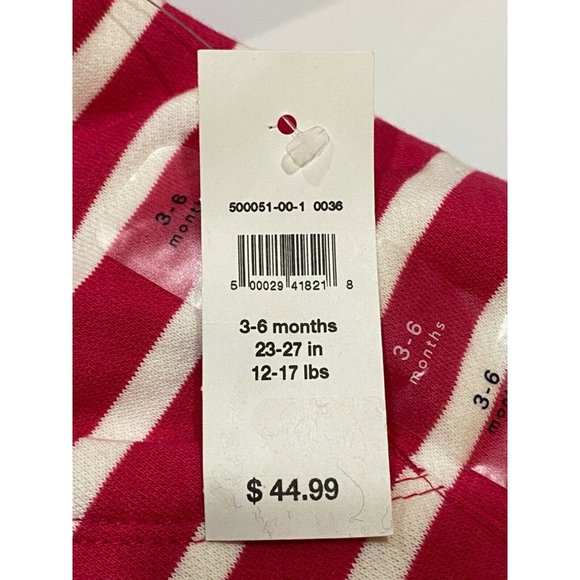 500051-00-1 0036
5 00029 41821 8
3-6 months
23-27 in
12-17 lbs
$ 44.99
3-6
months
3-6
months
3-6
months